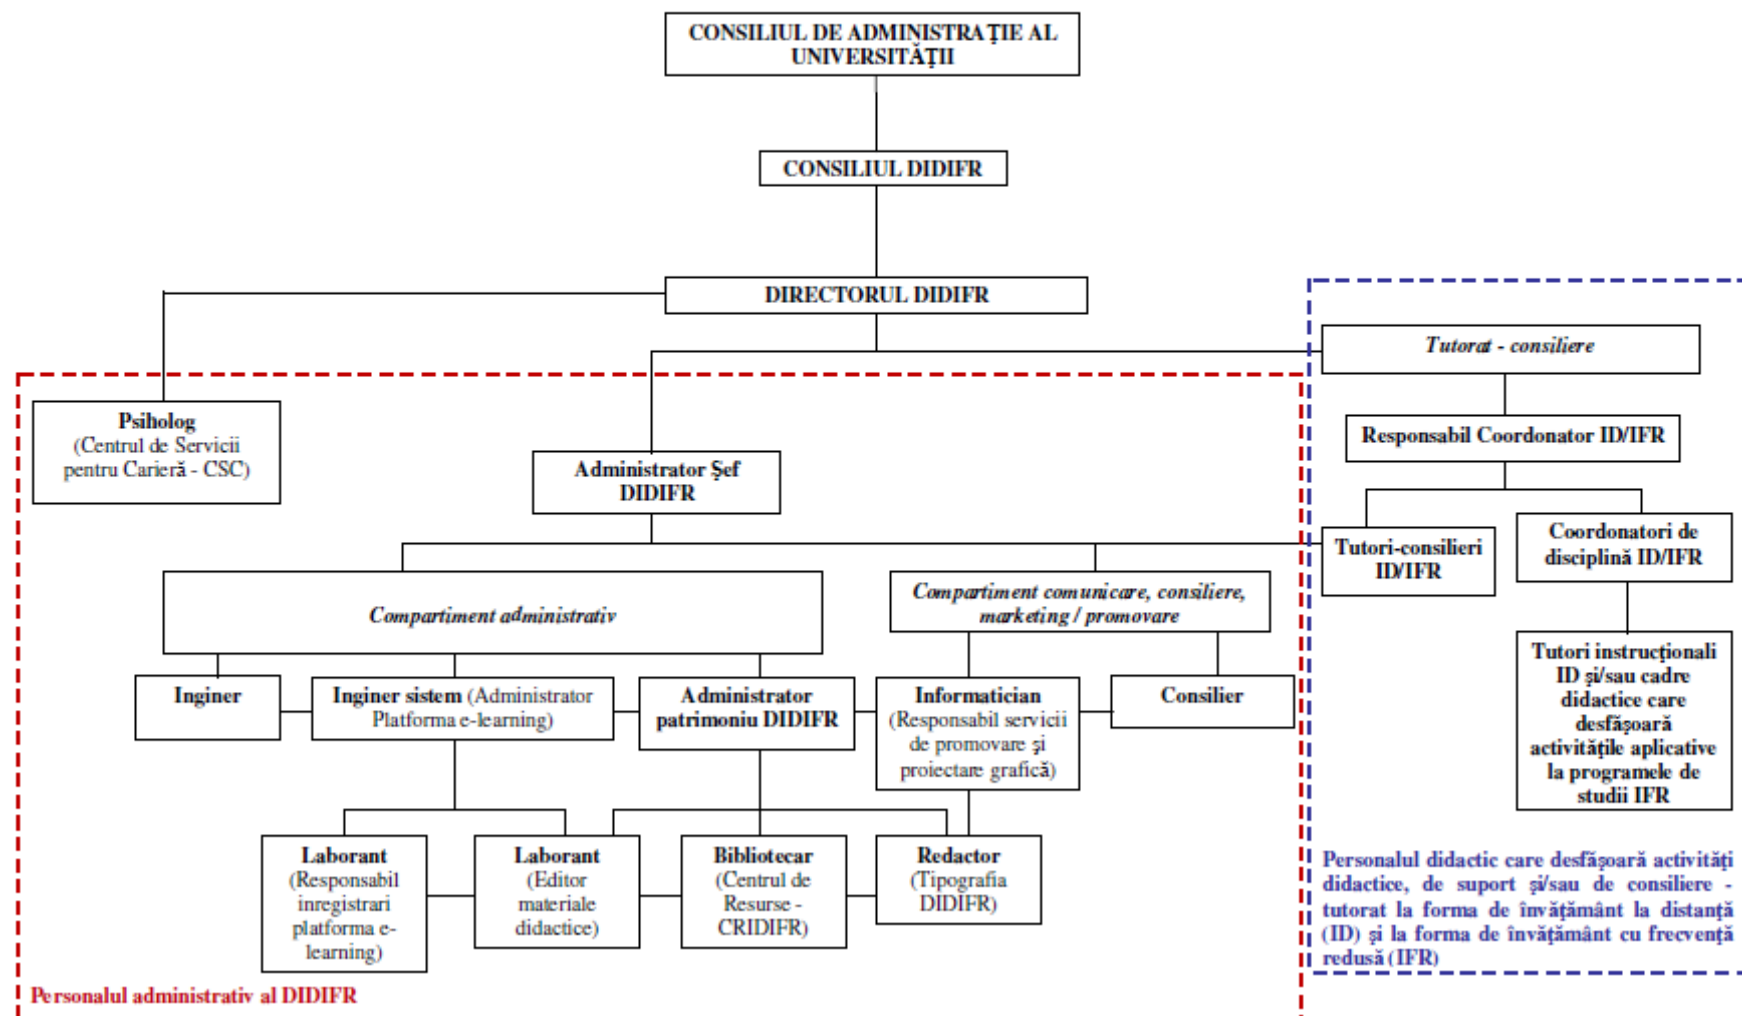 CONSILIUL DE ADMINISTRAŢIE AL
UNIVERSITĂŢII
CONSILIUL DIDIFR
DIRECTORUL DIDIFR
Tutorat - consiliere
Psiholog
(Centrul de Servicii
pentru Carieră - CSC)
Responsabil Coordonator ID/IFR
Administrator Şef
DIDIFR
Tutori-consilieri
ID/IFR
Coordonatori de
disciplină ID/IFR
Compartiment administrativ
Compartiment comunicare, consiliere,
marketing / promovare
Tutori instrucţionali
ID şi/sau cadre
didactice care
desfăşoară
activităţile aplicative
la programele de
studii IFR
Inginer
Inginer sistem (Administrator
Platforma e-learning)
Administrator
patrimoniu DIDIFR
Informatician
(Responsabil servicii
de promovare şi
proiectare grafică)
Consilier
Laborant
(Responsabil
inregistrari
platforma e-
learning)
Laborant
(Editor
materiale
didactice)
Bibliotecar
(Centrul de
Resurse -
CRIDIFR)
Redactor
(Tipografia
DIDIFR)
Personalul didactic care desfăşoară activităţi
didactice, de suport şi/sau de consiliere -
tutorat la forma de învăţământ la distanţă
(ID) şi la forma de învăţământ cu frecvenţă
redusă (IFR)
Personalul administrativ al DIDIFR